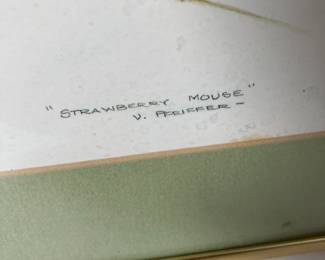 "STRAWBERRY MOUSE"
V. PFEIFFER –